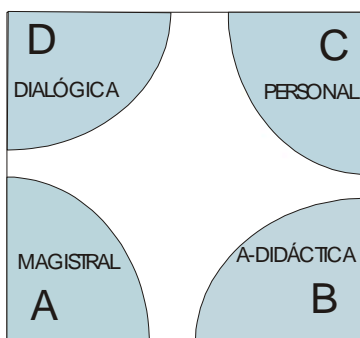 D
DIALÓGICA
C
PERSONAL
MAGISTRAL
A
A-DIDÁCTICA
B